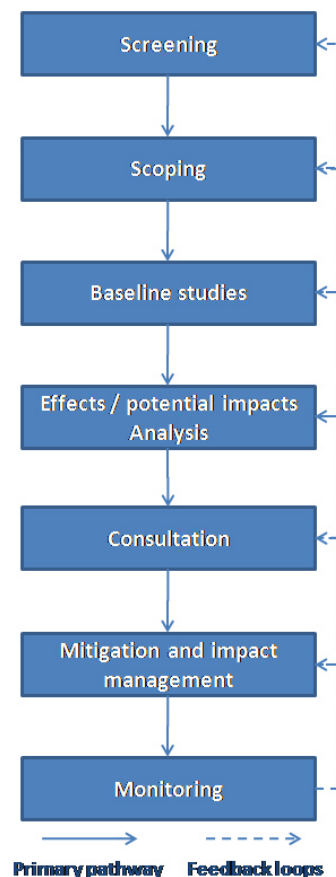 Screening
Scoping
Baseline studies
Effects / potential impacts
Analysis
Consultation
Mitigation and impact
management
Monitoring
Primary pathway Feedback loops